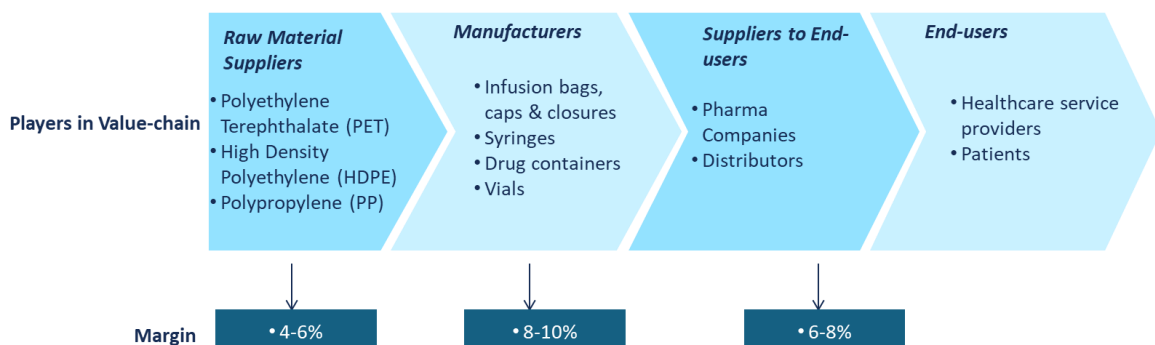 Players in Value-chain
Raw Material
Suppliers
• Polyethylene
Terephthalate (PET)
• High Density
Polyethylene (HDPE)
• Polypropylene (PP)
Manufacturers
• Infusion bags,
caps & closures
• Syringes
• Drug containers
• Vials
Suppliers to End-
users
• Pharma
Companies
• Distributors
End-users
• Healthcare service
providers
• Patients
Margin
• 4-6%
• 8-10%
• 6-8%